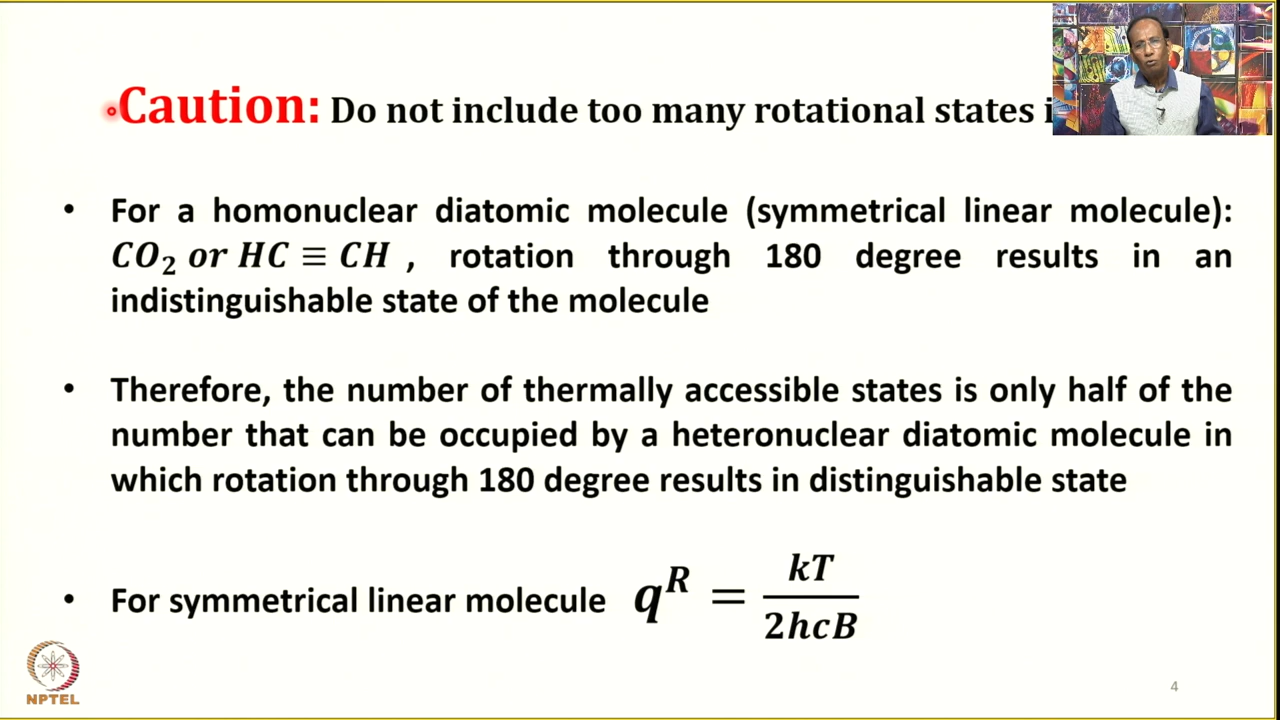 Caution: Do not include too many rotational states i
• For a homonuclear diatomic molecule (symmetrical linear molecule):
CO₂ or HC ≡ CH , rotation through 180 degree results in an
indistinguishable state of the molecule
• Therefore, the number of thermally accessible states is only half of the
number that can be occupied by a heteronuclear diatomic molecule in
which rotation through 180 degree results in distinguishable state
• For symmetrical linear molecule qᴿ = kT / 2hcB
NPTEL
4